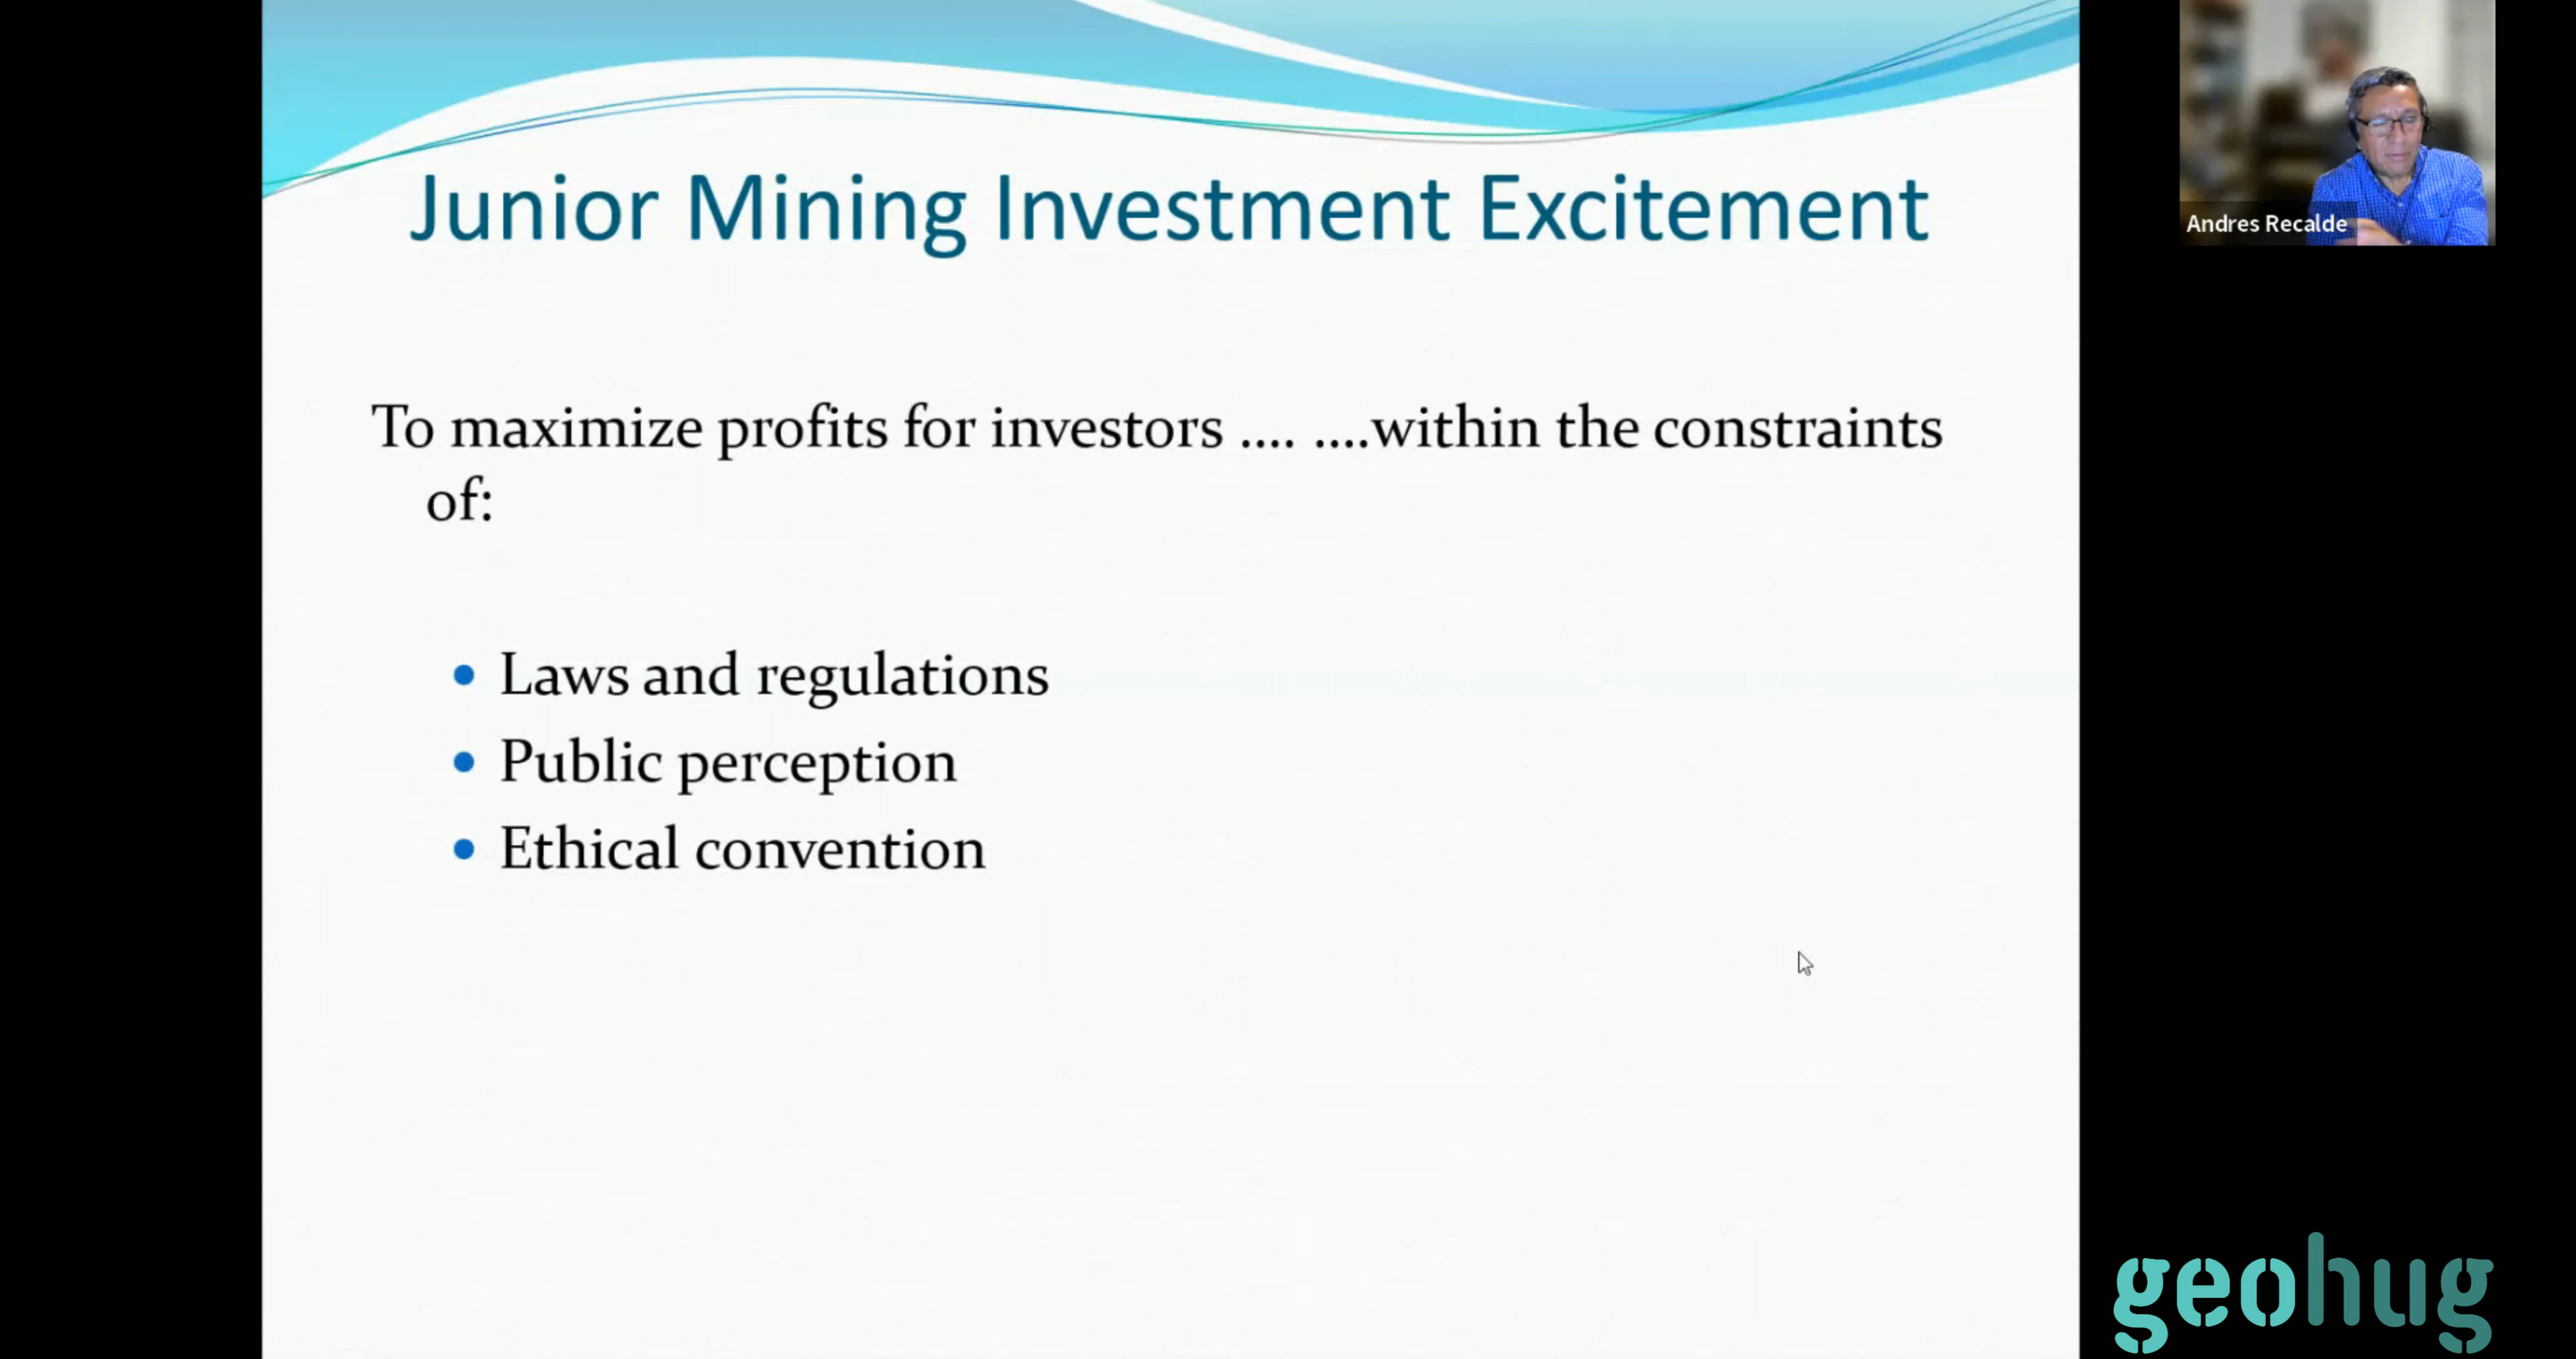 Junior Mining Investment Excitement
To maximize profits for investors .... ....within the constraints
of:
• Laws and regulations
• Public perception
• Ethical convention
Andres Recalde
geohug